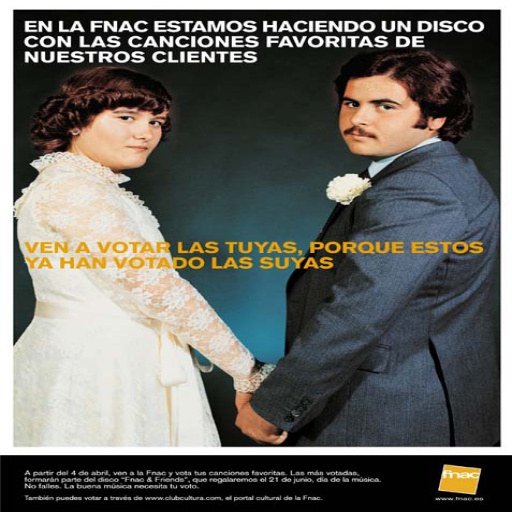 EN LA FNAC ESTAMOS HACIENDO UN DISCO
CON LAS CANCIONES FAVORITAS DE
NUESTROS CLIENTES
VEN A VOTAR LAS TUYAS, PORQUE ESTOS
YA HAN VOTADO LAS SUYAS
A partir del 4 de abril, ven a la Fnac y vota tus canciones favoritas. Las más votadas,
formarán parte del disco "Fnac & Friends", que regalaremos el 21 de junio, día de la música.
No falles. La buena música necesita tu voto.
También puedes votar a través de www.clubcultura.com, el portal cultural de la Fnac.
fnac
www.fnac.es